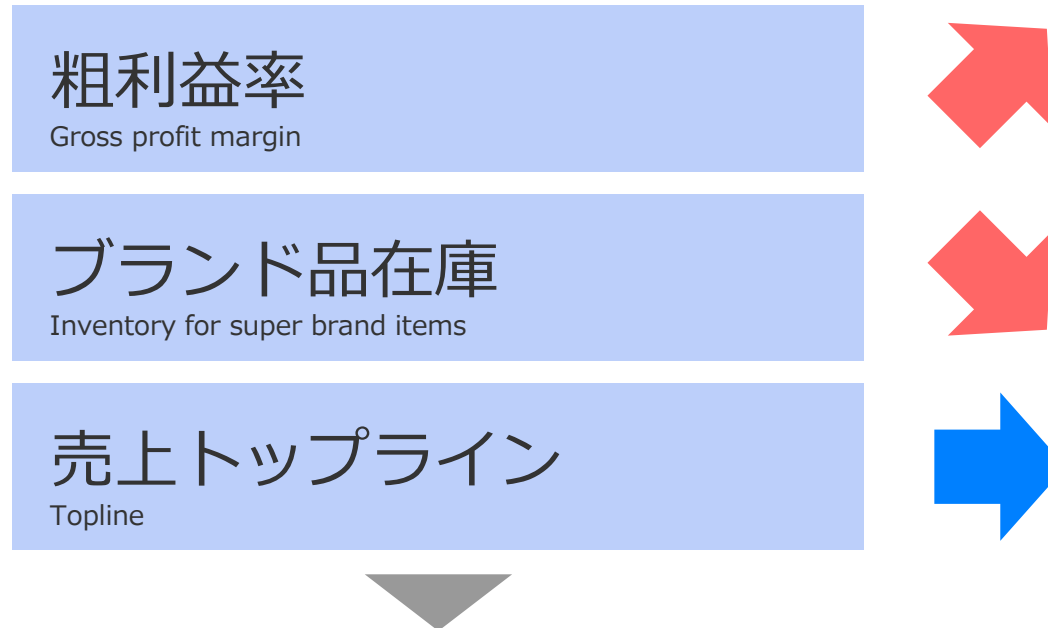 粗利益率
Gross profit margin
ブランド品在庫
Inventory for super brand items
売上トップライン
Topline